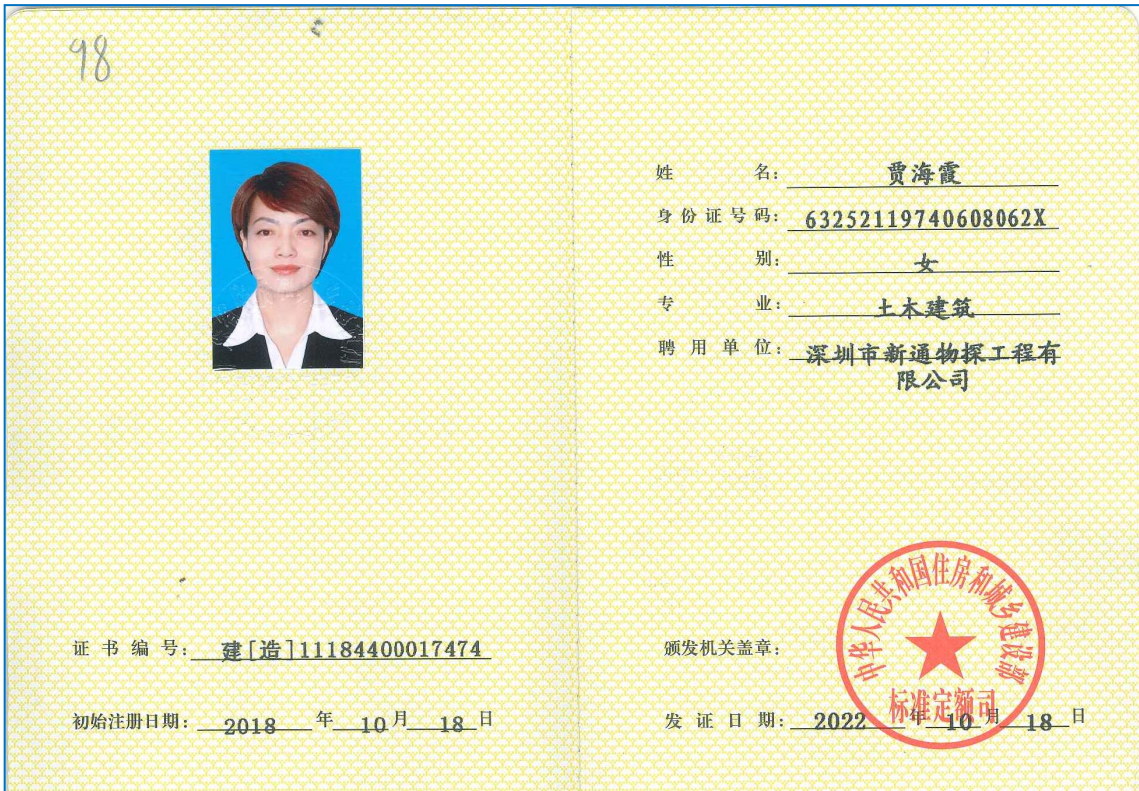 98
姓名：贾海霞
身份证号码：63252119740608062X
性别：女
专业：土木建筑
聘用单位：深圳市新通物探工程有
限公司
证书编号：建[造]11184400017474
初始注册日期：2018年10月18日
颁发机关盖章：
中华人民共和国住房和城乡建设部
标准定额司
发证日期：2022年10月18日